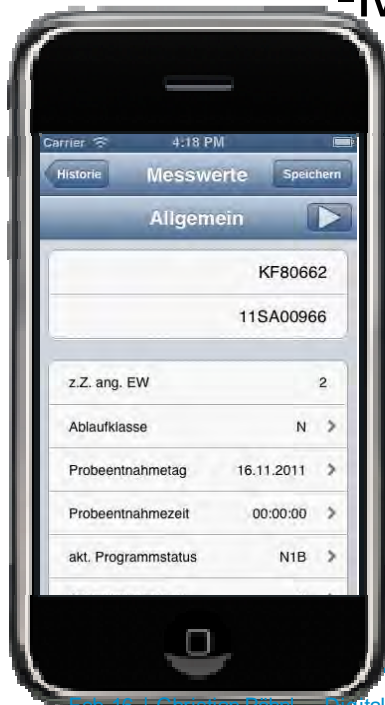 Carrier 4:18 PM
Historie Messwerte Speichern
Allgemein
KF80662
11SA00966
z.Z. ang. EW 2
Ablaufklasse N
Probeentnahmetag 16.11.2011
Probeentnahmezeit 00:00:00
akt. Programmstatus N1B